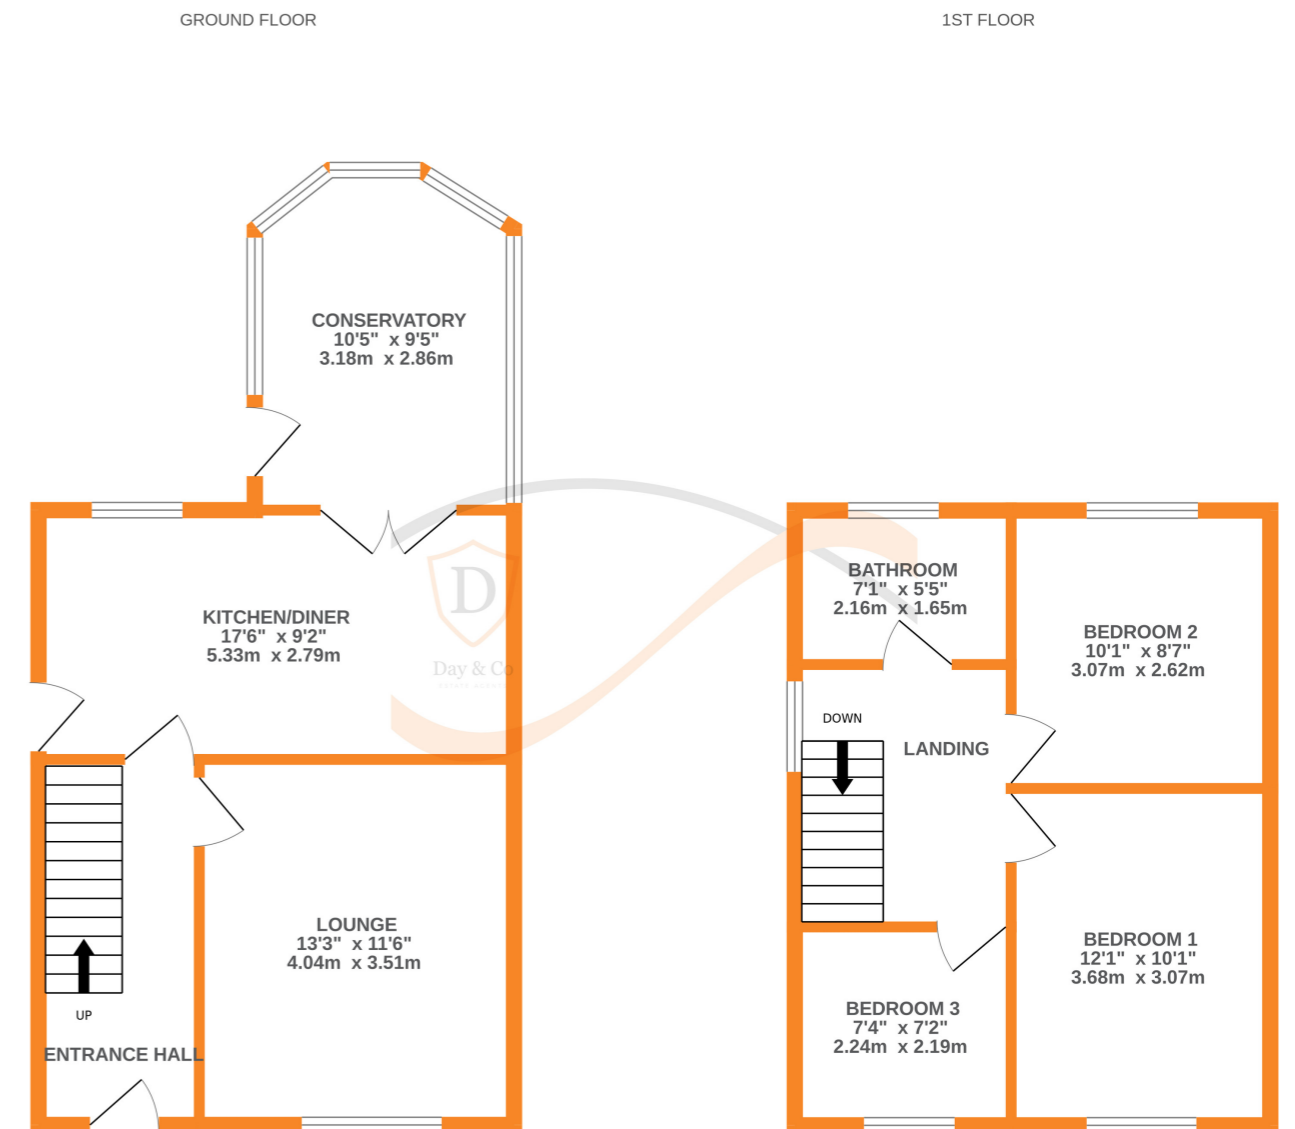 GROUND FLOOR
1ST FLOOR
CONSERVATORY
10'5" x 9'5"
3.18m x 2.86m
KITCHEN/DINER
17'6" x 9'2"
5.33m x 2.79m
D
Day & Co
ESTATE AGENTS
LOUNGE
13'3" x 11'6"
4.04m x 3.51m
UP
ENTRANCE HALL
BATHROOM
7'1" x 5'5"
2.16m x 1.65m
BEDROOM 2
10'1" x 8'7"
3.07m x 2.62m
DOWN
LANDING
BEDROOM 1
12'1" x 10'1"
3.68m x 3.07m
BEDROOM 3
7'4" x 7'2"
2.24m x 2.19m